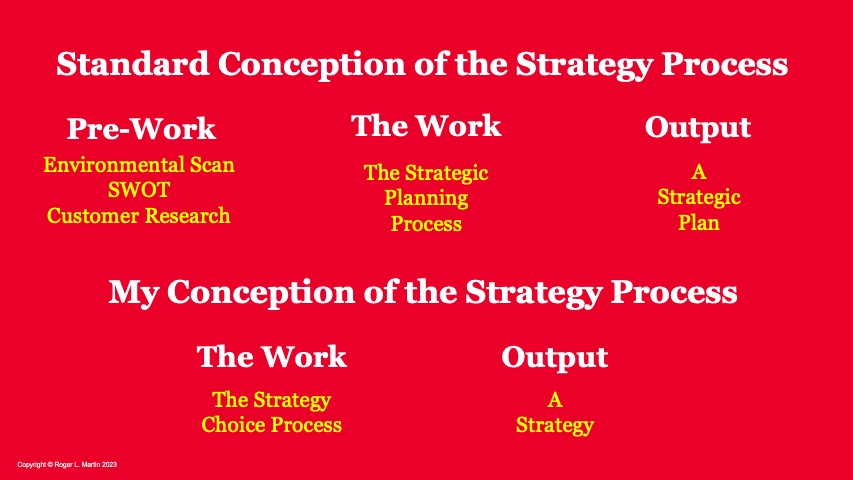 Standard Conception of the Strategy Process
Pre-Work
Environmental Scan
SWOT
Customer Research
The Work
The Strategic
Planning
Process
Output
A
Strategic
Plan
My Conception of the Strategy Process
The Work
The Strategy
Choice Process
Output
A
Strategy
Copyright © Roger L. Martin 2023